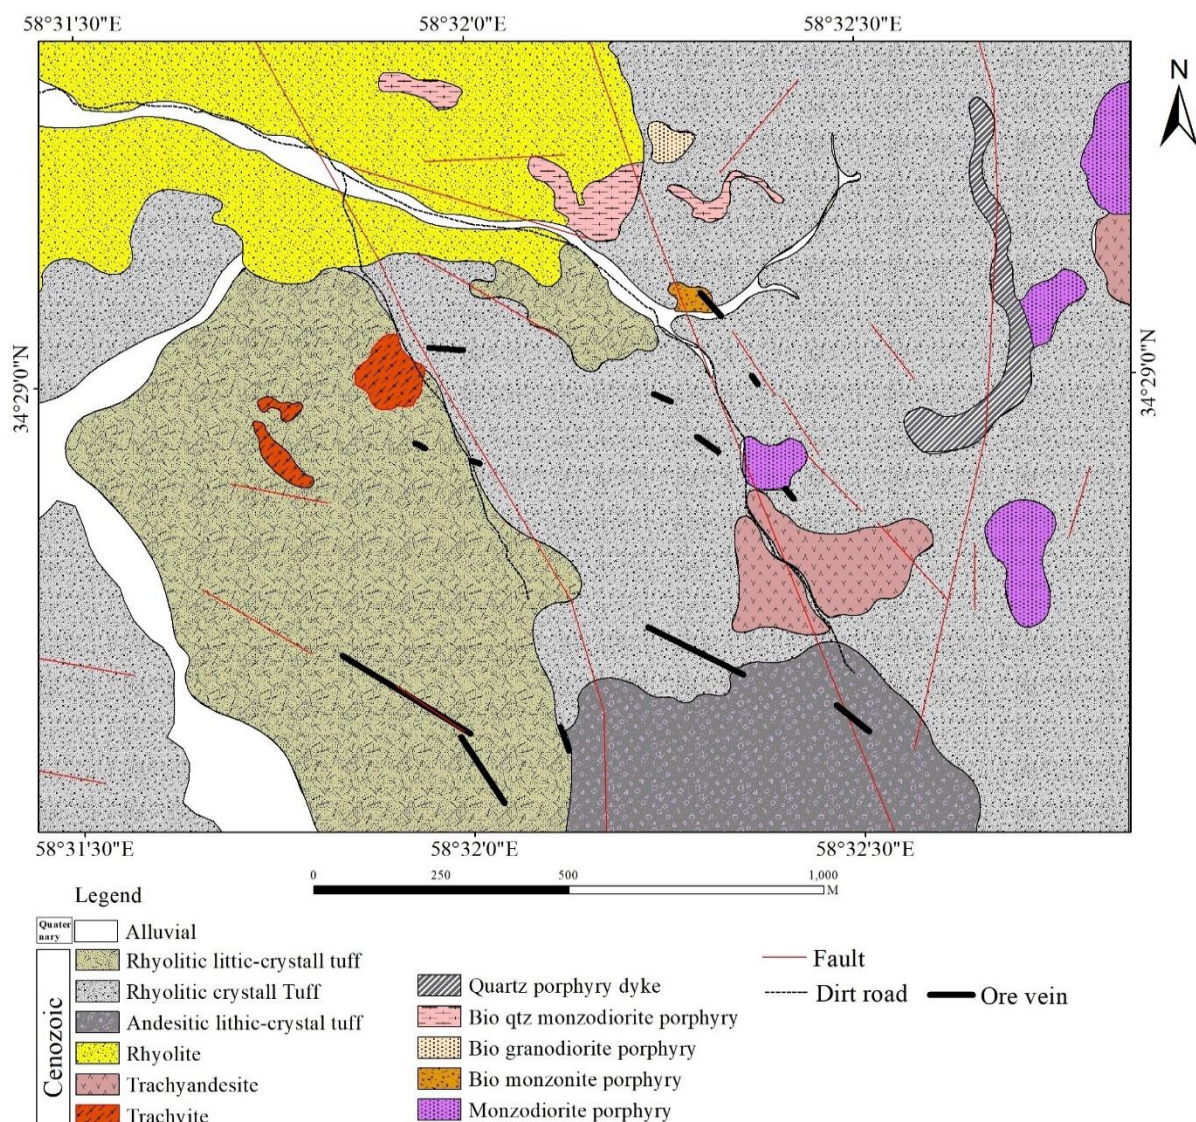 58°31'30"E 58°32'0"E 58°32'30"E
N
34°29'0"N
34°29'0"N
58°31'30"E 58°32'0"E 58°32'30"E
0 250 500 1,000
M
Legend
Quater
nary
Alluvial
Cenozoic
Rhyolitic littic-crystall tuff
Rhyolitic crystall Tuff
Andesitic lithic-crystal tuff
Rhyolite
Trachyandesite
Trachyite
Quartz porphyry dyke
Bio qtz monzodiorite porphyry
Bio granodiorite porphyry
Bio monzonite porphyry
Monzodiorite porphyry
Fault
Dirt road Ore vein